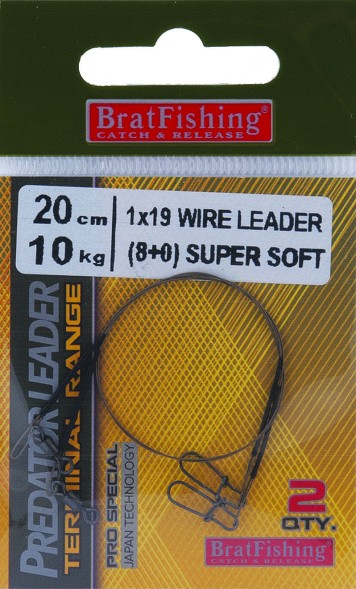 BratFishing
CATCH & RELEASE
20 cm
10 kg
1x19 WIRE LEADER
(8+0) SUPER SOFT
PREDATOR LEADER
TERMINAL RANGE
PRO SPECIAL
JAPAN TECHNOLOGY
2
QTY.
BratFishing
CATCH & RELEASE